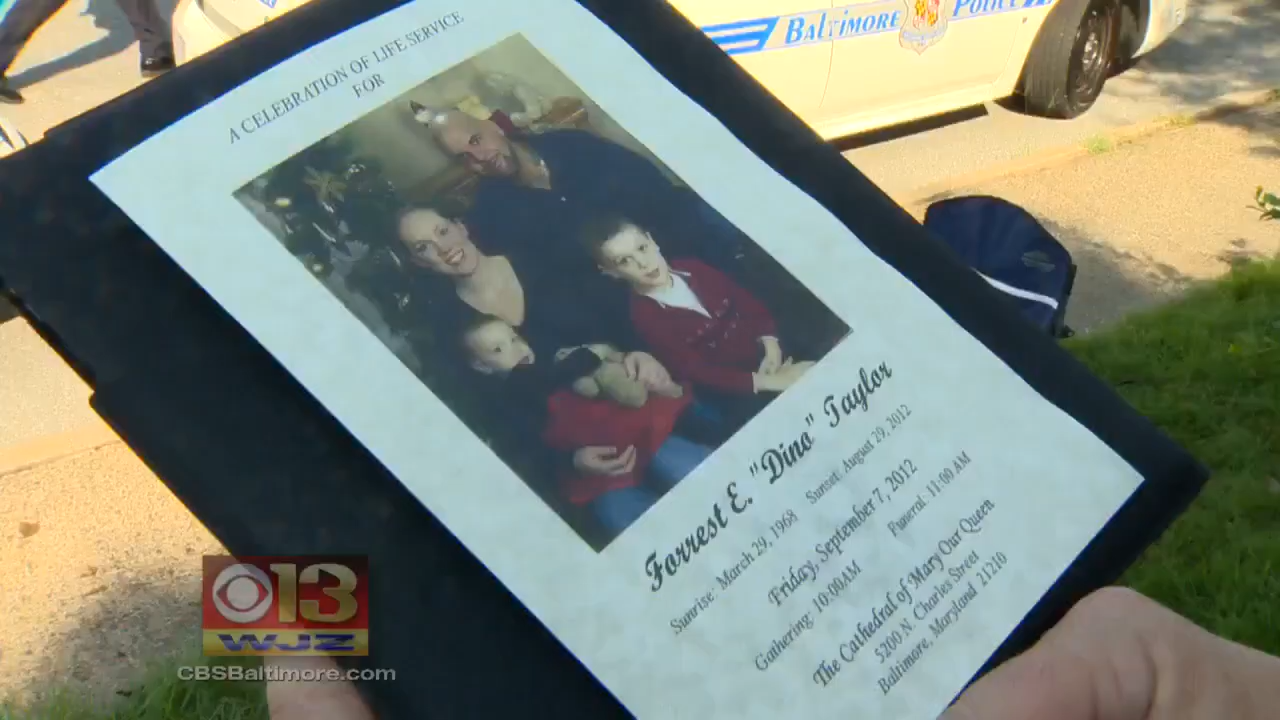 BALTIMORE POLICE
A CELEBRATION OF LIFE SERVICE
FOR
Forrest E. "Dino" Taylor
Sunrise: March 29, 1968 Sunset: August 29, 2012
Friday, September 7, 2012
Gathering: 10:00AM Funeral: 11:00 AM
The Cathedral of Mary Our Queen
5200 N. Charles Street
Baltimore, Maryland 21210
13
WJZ
CBSBaltimore.com